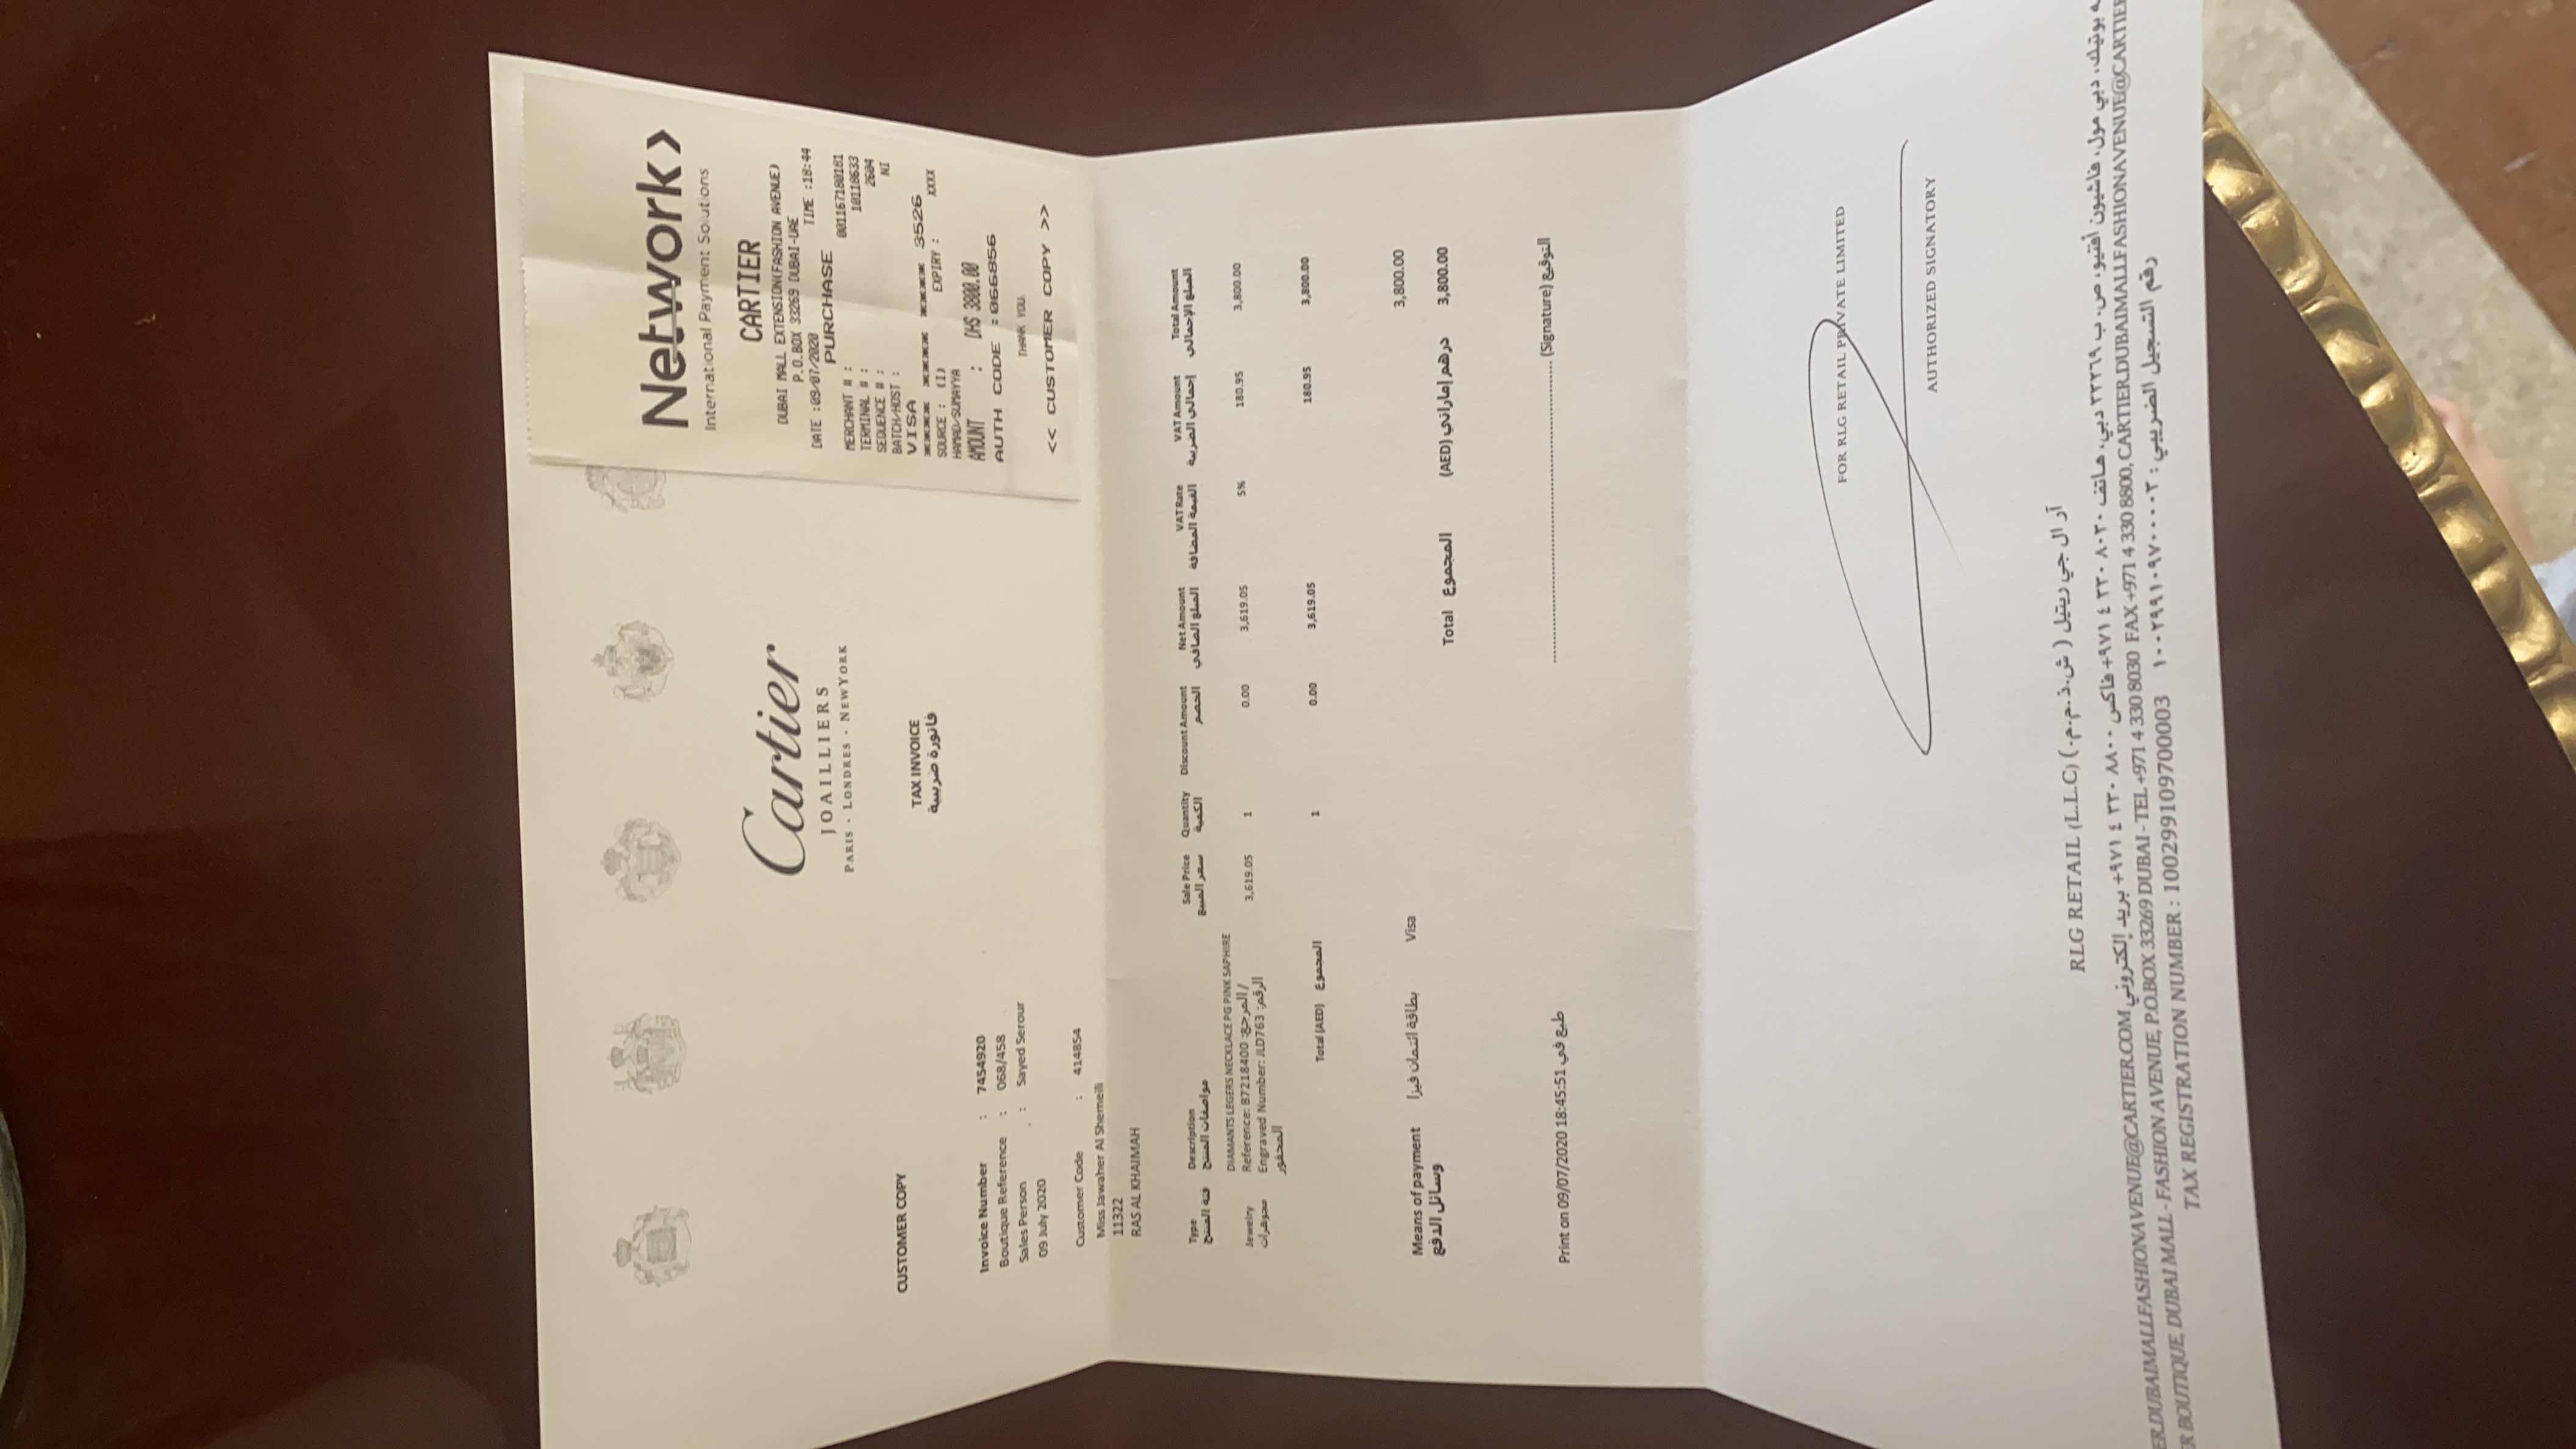 Cartier
JOAILLIERS
PARIS · LONDRES · NEWYORK
Network>
International Payment Solutions
CARTIER
DUBAI MALL EXTENSION(FASHION AVENUE)
P.O.BOX 33269 DUBAI-UAE
DATE :09/07/2020 TIME :18:44
PURCHASE
MERCHANT # : 001167180181
TERMINAL # : 10118633
SEQUENCE # : 2604
BATCH/HOST : NI
VISA
**** **** **** 3526
SOURCE : (I) EXPIRY : XXXX
HAMAD/SUMAYYA
AMOUNT : DHS 3800.00
AUTH CODE :066856
THANK YOU.
<< CUSTOMER COPY >>
CUSTOMER COPY
TAX INVOICE
فاتورة ضريبية
Invoice Number : 7454920
Boutique Reference : 068/458
Sales Person : Sayed Serour
09 July 2020
Customer Code : 414854
Miss Jawaher Al Shemeili
11322
RAS AL KHAIMAH
Type Description Sale Price Quantity Discount Amount Net Amount VAT Rate VAT Amount Total Amount
فئة المنتج مواصفات المنتج سعر المبيع الكمية الحصم المبلغ الصافي القيمة المضافة إجمالي الضريبة المبلغ الإجمالي
DIAMANTS LEGERS NECKLACE PG PINK SAPHIRE
Jewelry Reference: B7218400 المرجع: / 3,619.05 1 0.00 3,619.05 5% 180.95 3,800.00
مجوهرات Engraved Number: JLD763 الرقم:
المحفور
Total (AED) المجموع 1 0.00 3,619.05 180.95 3,800.00
3,800.00
Means of payment بطاقة ائتمان فيزا Visa
وسائل الدفع
Total المجموع (AED) درهم إماراتي 3,800.00
Print on 09/07/2020 18:45:51 طبع في
(Signature) التوقيع
FOR RLG RETAIL PRIVATE LIMITED
AUTHORIZED SIGNATORY
RLG RETAIL (L.L.C) آر ال جي ريتيل ( ش.ذ.م.م.)
ه بوتيك، دبي مول، فاشيون أفنيو، ص. ب ٣٣٢٦٩ دبي، هاتف ٨٠٣٠ ٣٣٠ ٤ ٩٧١+ فاكس ٨٨٠٠ ٣٣٠ ٤ ٩٧١+ بريد إلكتروني ER.DUBAIMALLFASHIONAVENUE@CARTIER.COM
R BOUTIQUE, DUBAI MALL - FASHION AVENUE, P.O.BOX 33269 DUBAI - TEL +971 4 330 8030 FAX +971 4 330 8800, CARTIER.DUBAIMALLFASHIONAVENUE@CARTIER
TAX REGISTRATION NUMBER : 100299109700003 رقم التسجيل الضريبي : ١٠٠٢٩٩١٠٩٧٠٠٠٠٣